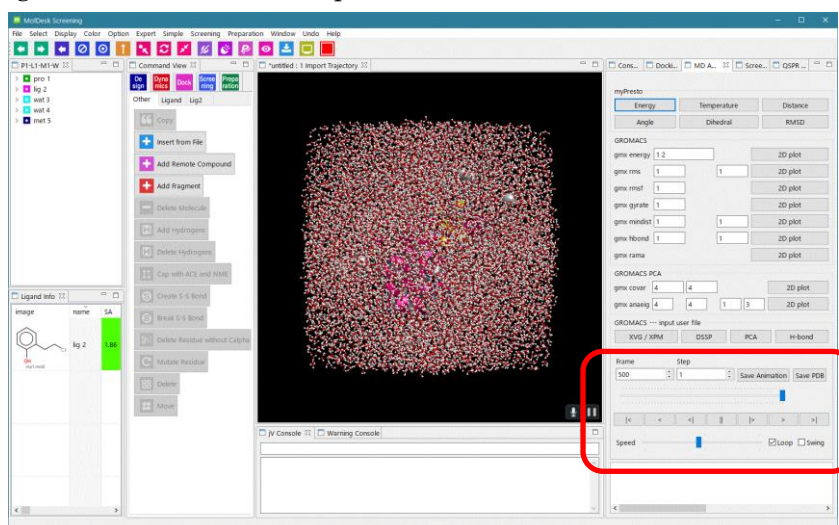 MolDesk Screening
File Select Display Color Option Expert Simple Screening Preparation Window Undo Help
P1-L1-M1-W
pro 1
lig 2
wat 3
wat 4
met 5
Command View
De sign Dyna mics Dock Scree ning Prepa ration
Other Ligand Lig2
Copy
Insert from File
Add Remote Compound
Add Fragment
Delete Molecule
Add Hydrogens
Delete Hydrogens
Cap with ACE and NME
Create S-S Bond
Break S-S Bond
Delete Residue without Calpha
Mutate Residue
Delete
Move
Ligand Info
image name SA
lig 2 1.86
*untitled : 1 Import Trajectory
jV Console Warning Console
Cons... Docki... MD A... Scree... QSPR ...
myPresto
Energy Temperature Distance
Angle Dihedral RMSD
GROMACS
gmx energy 1 2 2D plot
gmx rms 1 1 2D plot
gmx rmsf 1 2D plot
gmx gyrate 1 2D plot
gmx mindist 1 1 2D plot
gmx hbond 1 1 2D plot
gmx rama 2D plot
GROMACS PCA
gmx covar 4 4 2D plot
gmx anaeig 4 4 1 3 2D plot
GROMACS --- input user file
XVG / XPM DSSP PCA H-bond
Frame Step
500 1 Save Animation Save PDB
|< < <| || |> > >|
Speed Loop Swing